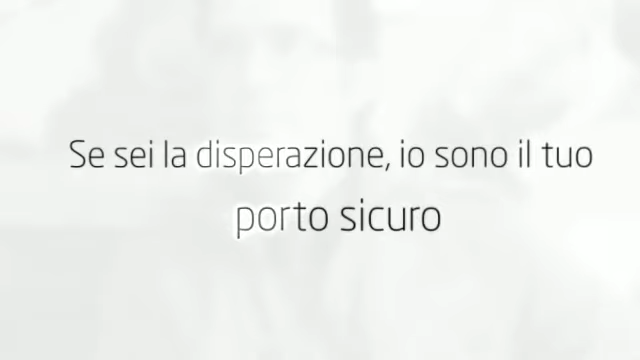 Se sei la disperazione, io sono il tuo
porto sicuro